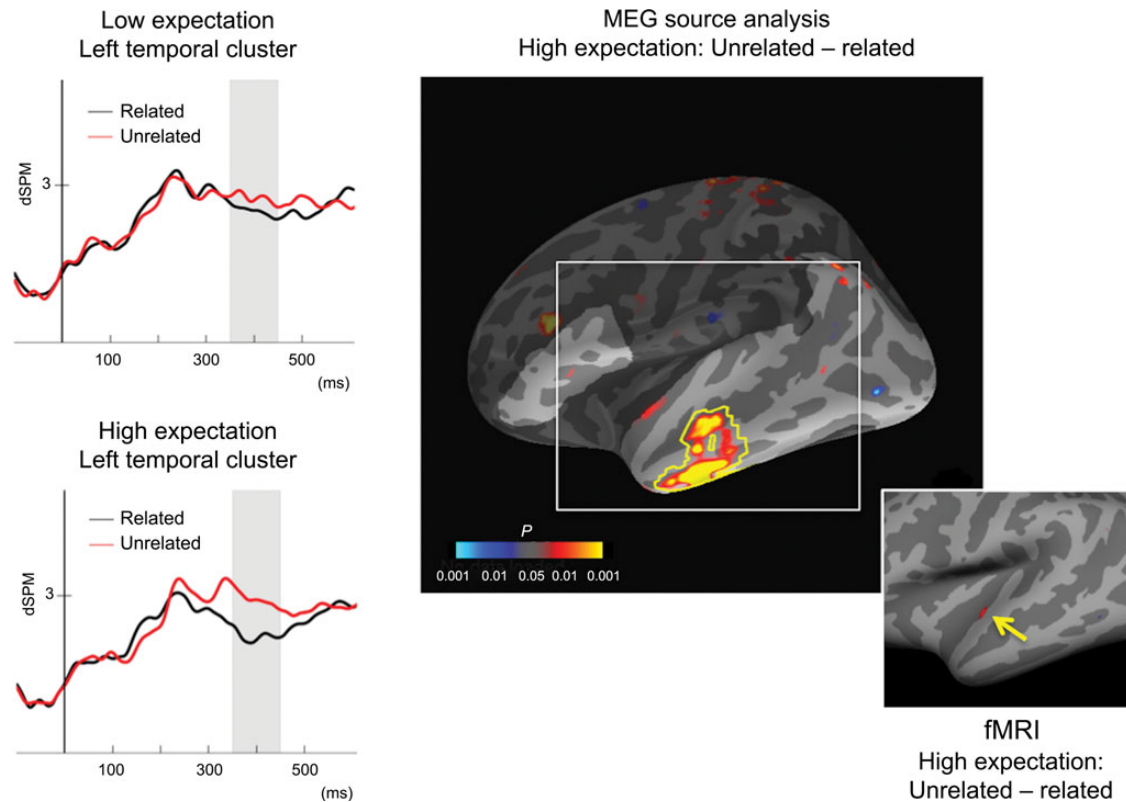 Low expectation
Left temporal cluster
Related
Unrelated
dSPM
3
100 300 500
(ms)
High expectation
Left temporal cluster
Related
Unrelated
dSPM
3
100 300 500
(ms)
MEG source analysis
High expectation: Unrelated – related
P
0.001 0.01 0.05 0.01 0.001
fMRI
High expectation:
Unrelated – related